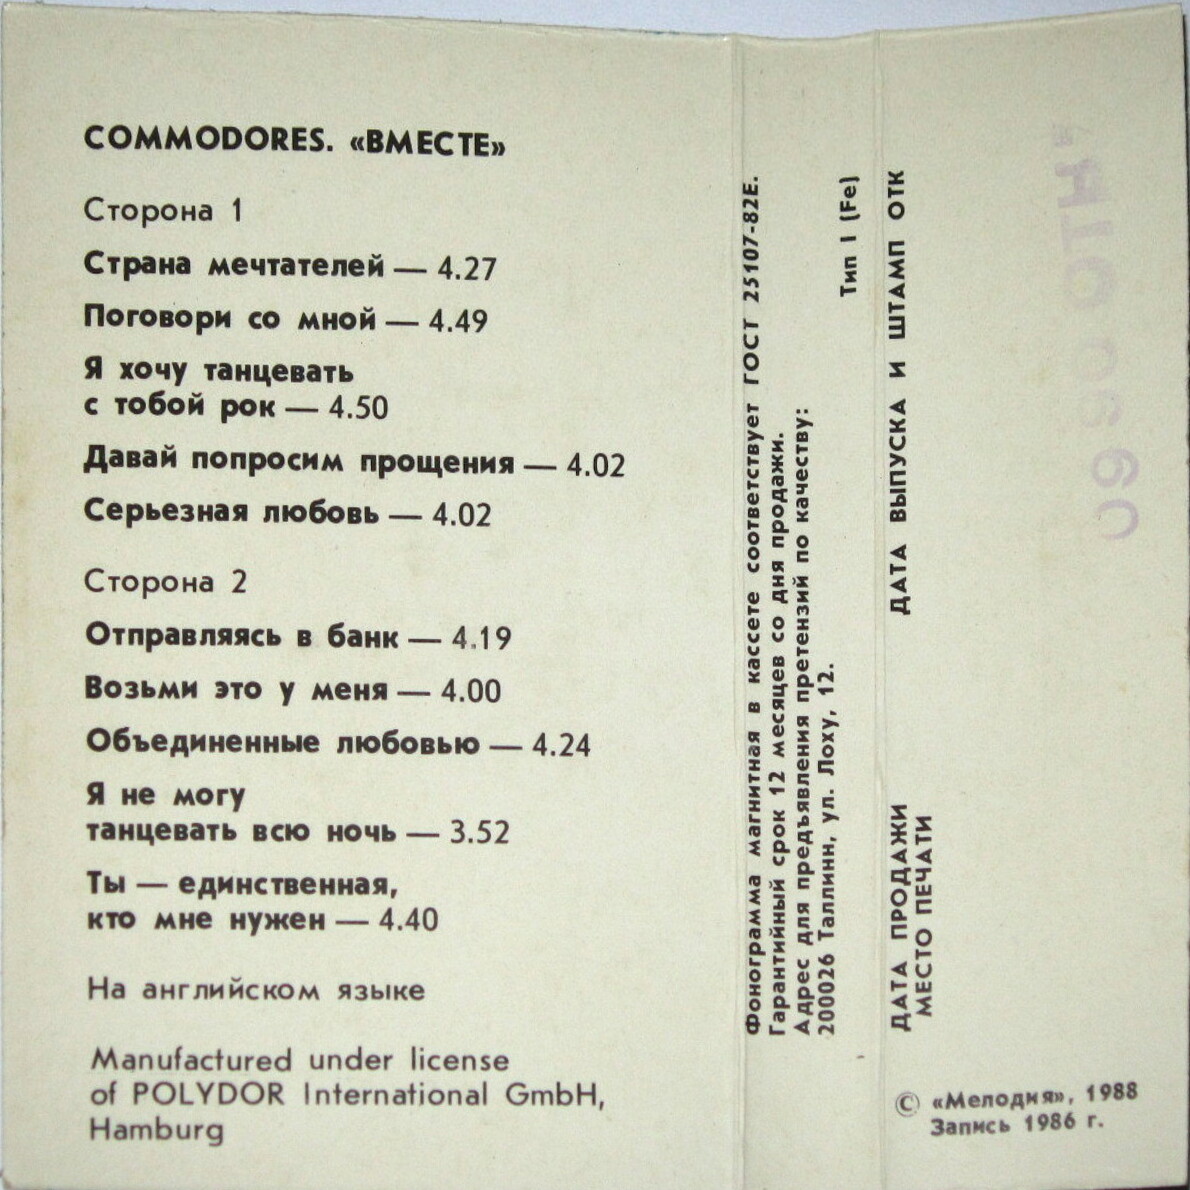 COMMODORES. «ВМЕСТЕ»
Сторона 1
Страна мечтателей — 4.27
Поговори со мной — 4.49
Я хочу танцевать
с тобой рок — 4.50
Давай попросим прощения — 4.02
Серьезная любовь — 4.02
Сторона 2
Отправляясь в банк — 4.19
Возьми это у меня — 4.00
Объединенные любовью — 4.24
Я не могу
танцевать всю ночь — 3.52
Ты — единственная,
кто мне нужен — 4.40
На английском языке
Manufactured under license
of POLYDOR International GmbH,
Hamburg
Фонограмма магнитная в кассете соответствует ГОСТ 25107-82Е.
Гарантийный срок 12 месяцев со дня продажи.
Адрес для предъявления претензий по качеству:
200026 Таллинн, ул. Лоху, 12.
Тип I (Fe)
ДАТА ВЫПУСКА И ШТАМП ОТК
ДАТА ПРОДАЖИ
МЕСТО ПЕЧАТИ
© «Мелодия», 1988
Запись 1986 г.